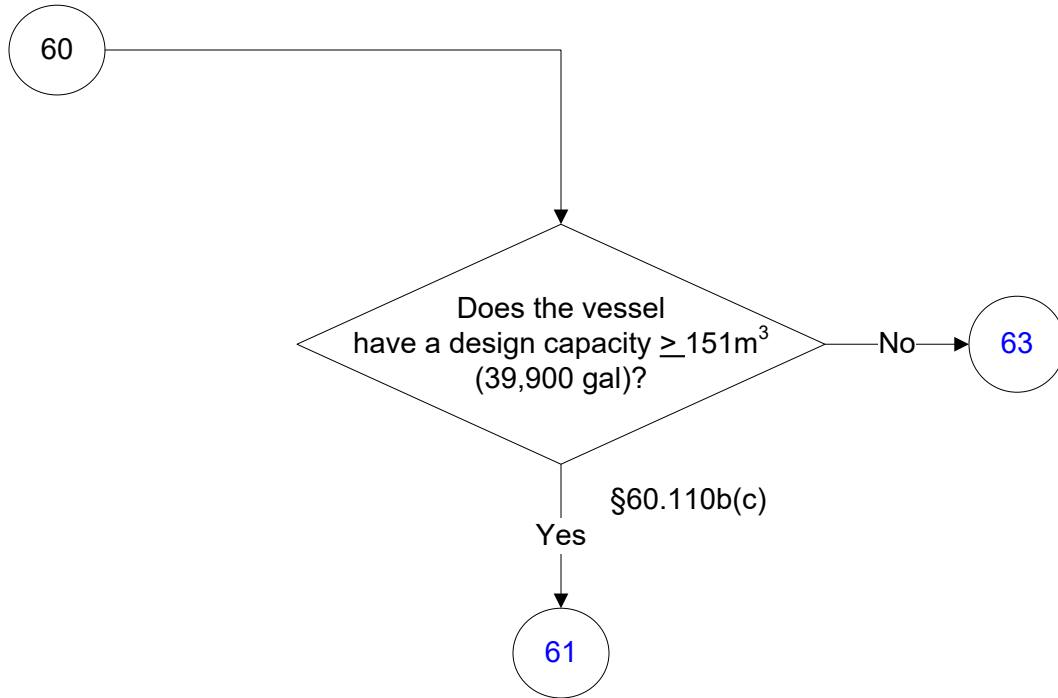 60
Does the vessel
have a design capacity > 151m³
(39,900 gal)?
No
63
§60.110b(c)
Yes
61